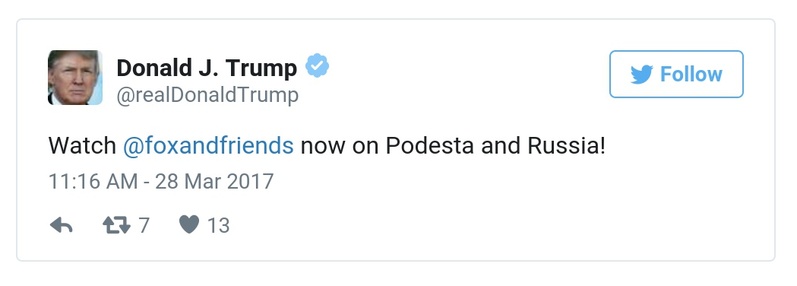 Donald J. Trump
@realDonaldTrump
Follow
Watch @foxandfriends now on Podesta and Russia!
11:16 AM - 28 Mar 2017
7 13